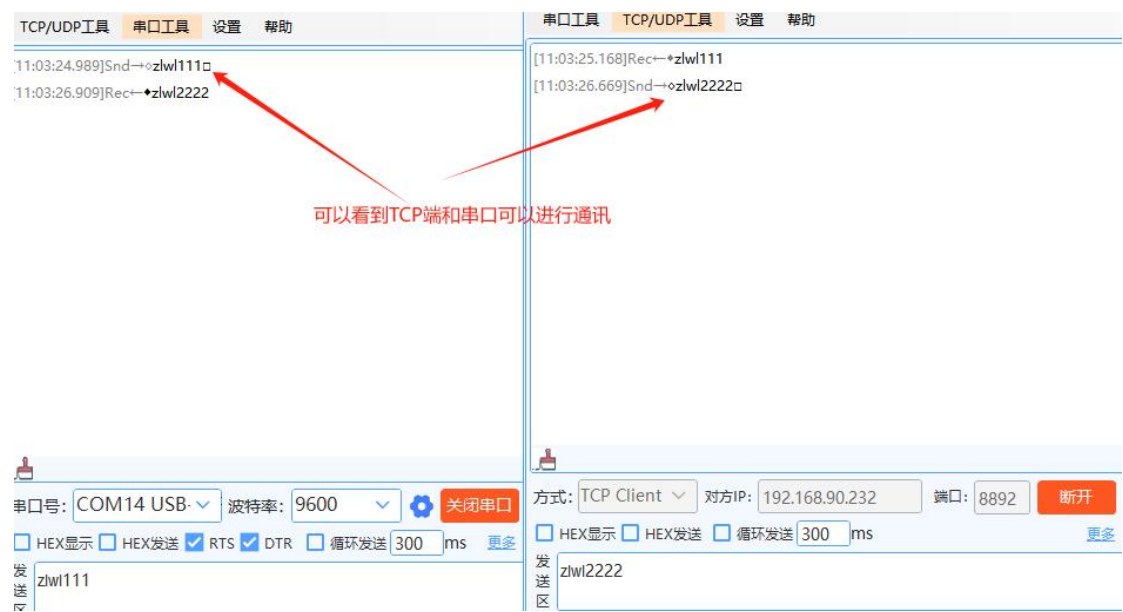 TCP/UDP工具 串口工具 设置 帮助
[11:03:24.989]Snd→◇zlwl111□
[11:03:26.909]Rec←◆zlwl2222
串口工具 TCP/UDP工具 设置 帮助
[11:03:25.168]Rec←◆zlwl111
[11:03:26.669]Snd→◇zlwl2222□
可以看到TCP端和串口可以进行通讯
串口号: COM14 USB- 波特率: 9600 关闭串口
HEX显示 HEX发送 RTS DTR 循环发送 300 ms 更多
发送区
zlwl111
方式: TCP Client 对方IP: 192.168.90.232 端口: 8892 断开
HEX显示 HEX发送 循环发送 300 ms 更多
发送区
zlwl2222